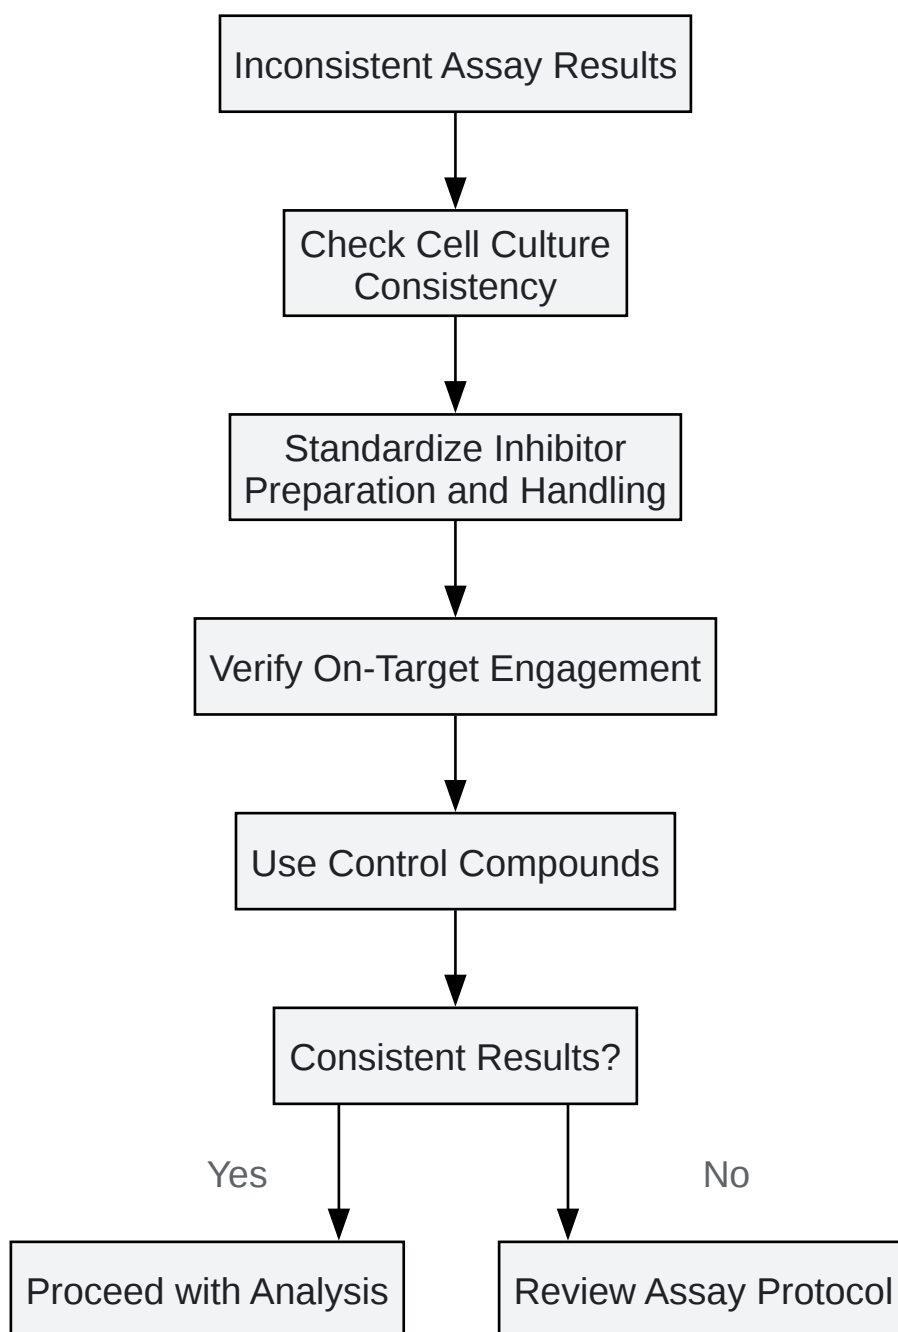 Inconsistent Assay Results
Check Cell Culture
Consistency
Standardize Inhibitor
Preparation and Handling
Verify On-Target Engagement
Use Control Compounds
Consistent Results?
Yes
No
Proceed with Analysis
Review Assay Protocol